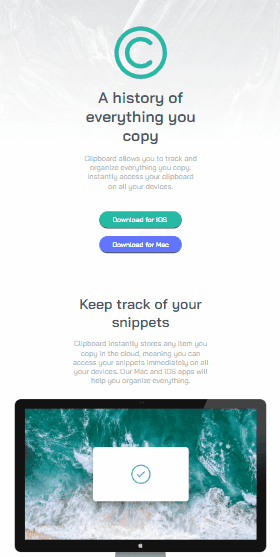 A history of
everything you
copy
Clipboard allows you to track and
organize everything you copy.
Instantly access your clipboard
on all your devices.
Download for iOS
Download for Mac
Keep track of your
snippets
Clipboard instantly stores any item you
copy in the cloud, meaning you can
access your snippets immediately on all
your devices. Our Mac and iOS apps will
help you organize everything.